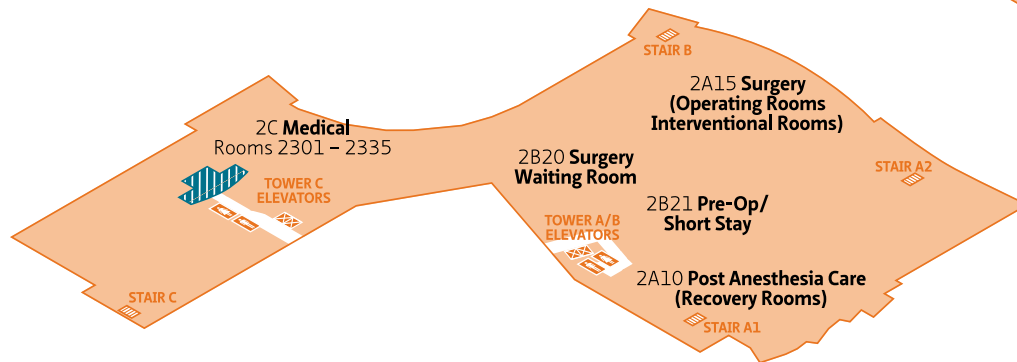 STAIR B
2A15 Surgery
(Operating Rooms
Interventional Rooms)
2C Medical
Rooms 2301 – 2335
2B20 Surgery
Waiting Room
STAIR A2
TOWER C
ELEVATORS
2B21 Pre-Op/
Short Stay
TOWER A/B
ELEVATORS
2A10 Post Anesthesia Care
(Recovery Rooms)
STAIR C
STAIR A1